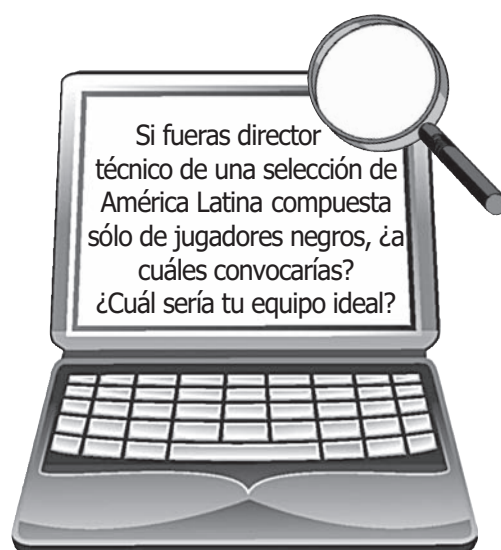 Si fueras director
técnico de una selección de
América Latina compuesta
sólo de jugadores negros, ¿a
cuáles convocarías?
¿Cuál sería tu equipo ideal?